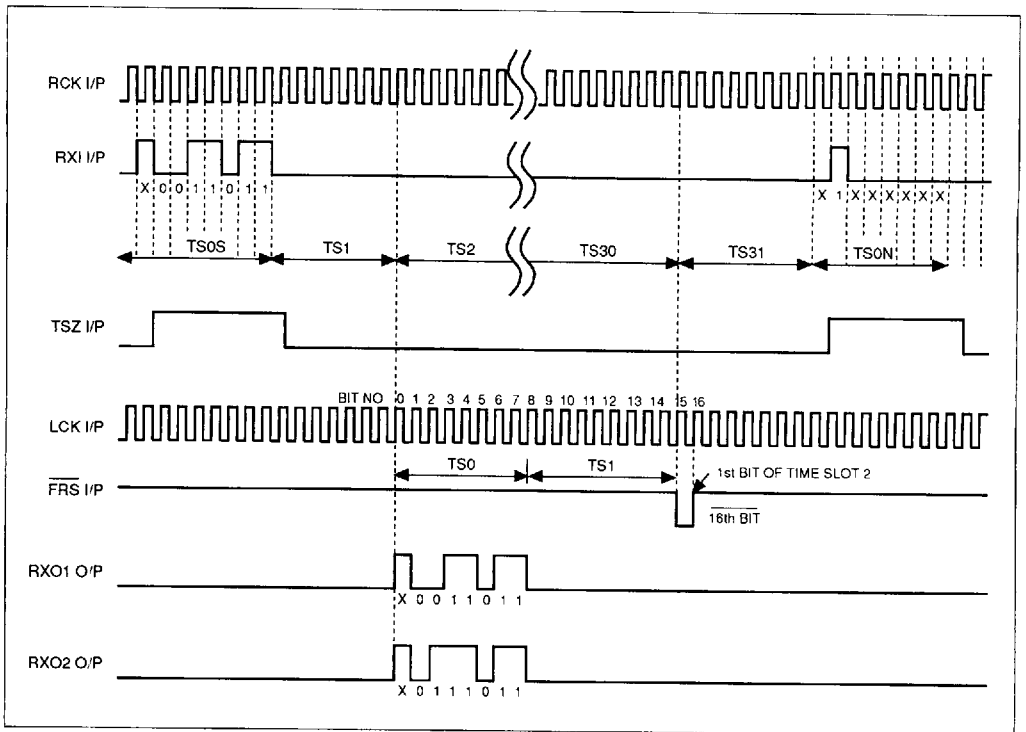 RCK I/P
RXI I/P
X 0 0 1 1 0 1 1
X 1 X X X X X X
TS0S TS1 TS2 TS30 TS31 TS0N
TSZ I/P
BIT NO 0 1 2 3 4 5 6 7 8 9 10 11 12 13 14 15 16
LCK I/P
TS0 TS1
1st BIT OF TIME SLOT 2
FRS I/P
16th BIT
RXO1 O/P
X 0 0 1 1 0 1 1
RXO2 O/P
X 0 1 1 1 0 1 1